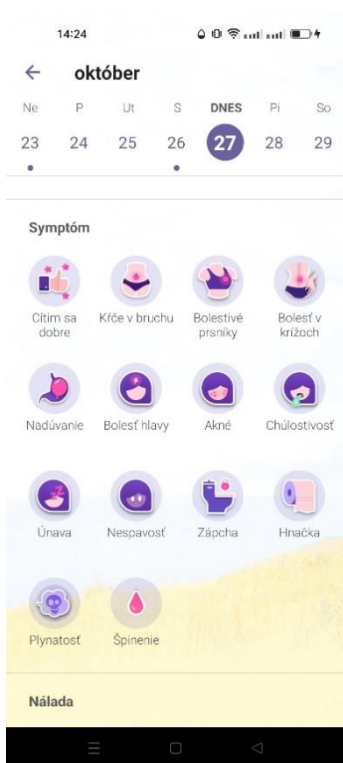 14:24
október
Ne P Ut S DNES Pi So
23 24 25 26 27 28 29
Symptóm
Cítim sa
dobre
Kŕče v bruchu
Bolestivé
prsníky
Bolesť v
krížoch
Nadúvanie
Bolesť hlavy
Akné
Chúlostivosť
Únava
Nespavosť
Zápcha
Hnačka
Plynatosť
Špinenie
Nálada